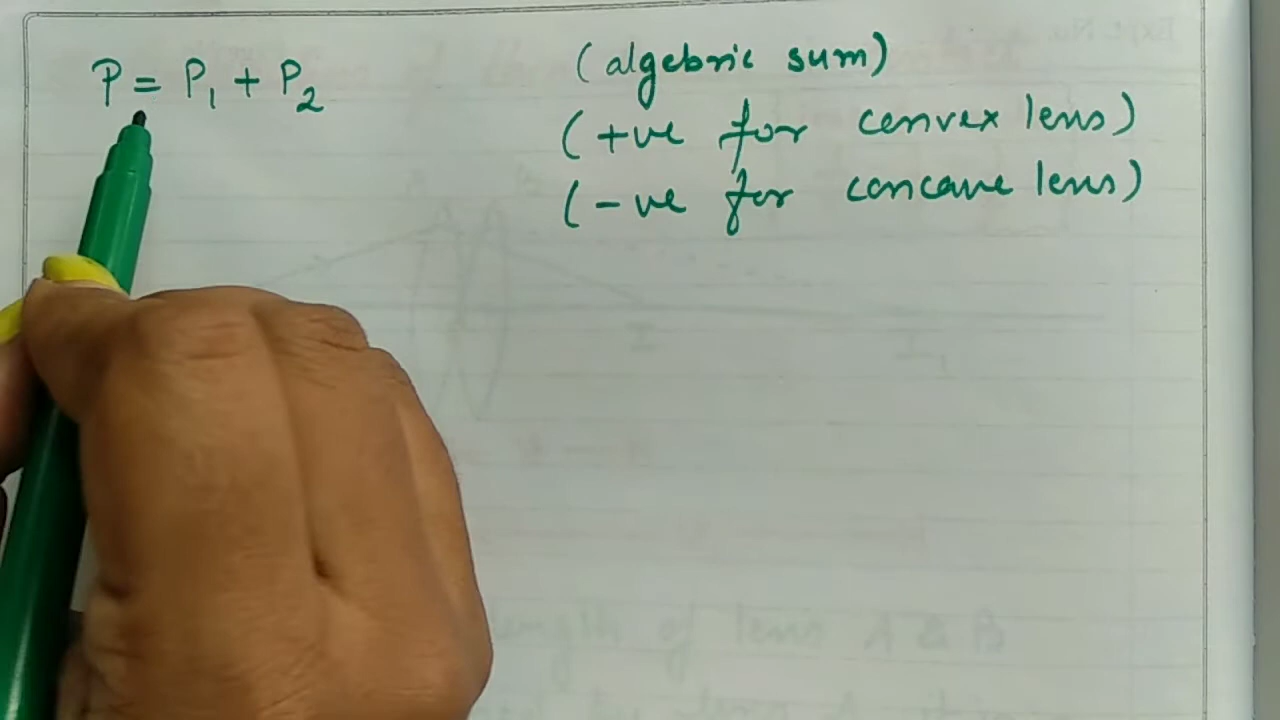 P = P₁ + P₂
(algebric sum)
(+ve for convex lens)
(-ve for concave lens)